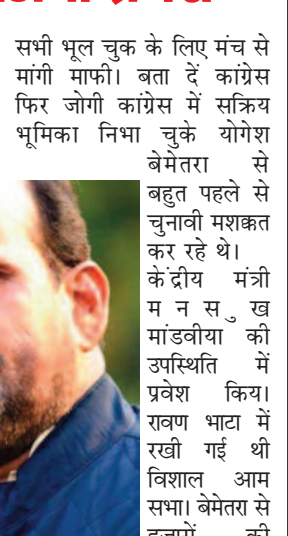 सभी भूल चुक के लिए मंच से
मांगी माफी। बता दें कांग्रेस
फिर जोगी कांग्रेस में सक्रिय
भूमिका निभा चुके योगेश
बेमेतरा से
बहुत पहले से
चुनावी मशक्कत
कर रहे थे।
केंद्रीय मंत्री
मनसुख
मांडवीया की
उपस्थिति में
प्रवेश किय।
रावण भाटा में
रखी गई थी
विशाल आम
सभा। बेमेतरा से